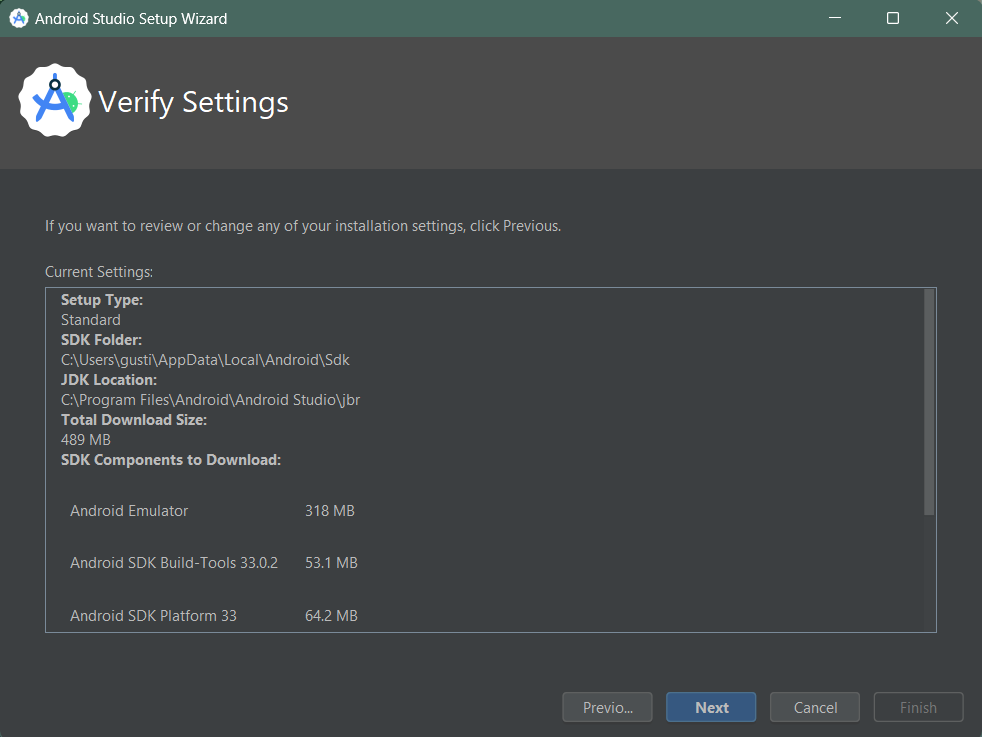 Android Studio Setup Wizard
Verify Settings
If you want to review or change any of your installation settings, click Previous.
Current Settings:
Setup Type:
Standard
SDK Folder:
C:\Users\gusti\AppData\Local\Android\Sdk
JDK Location:
C:\Program Files\Android\Android Studio\jbr
Total Download Size:
489 MB
SDK Components to Download:
Android Emulator 318 MB
Android SDK Build-Tools 33.0.2 53.1 MB
Android SDK Platform 33 64.2 MB
Previo... Next Cancel Finish